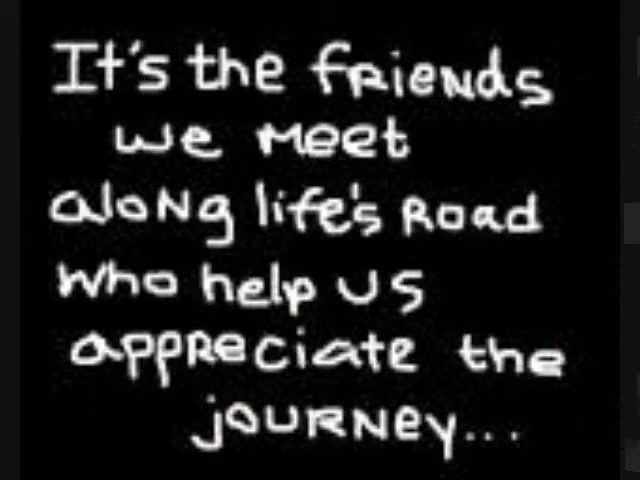 It's the fRieNds
we Meet
aloNg life's Road
Who help us
appReciate the
jouRNey...